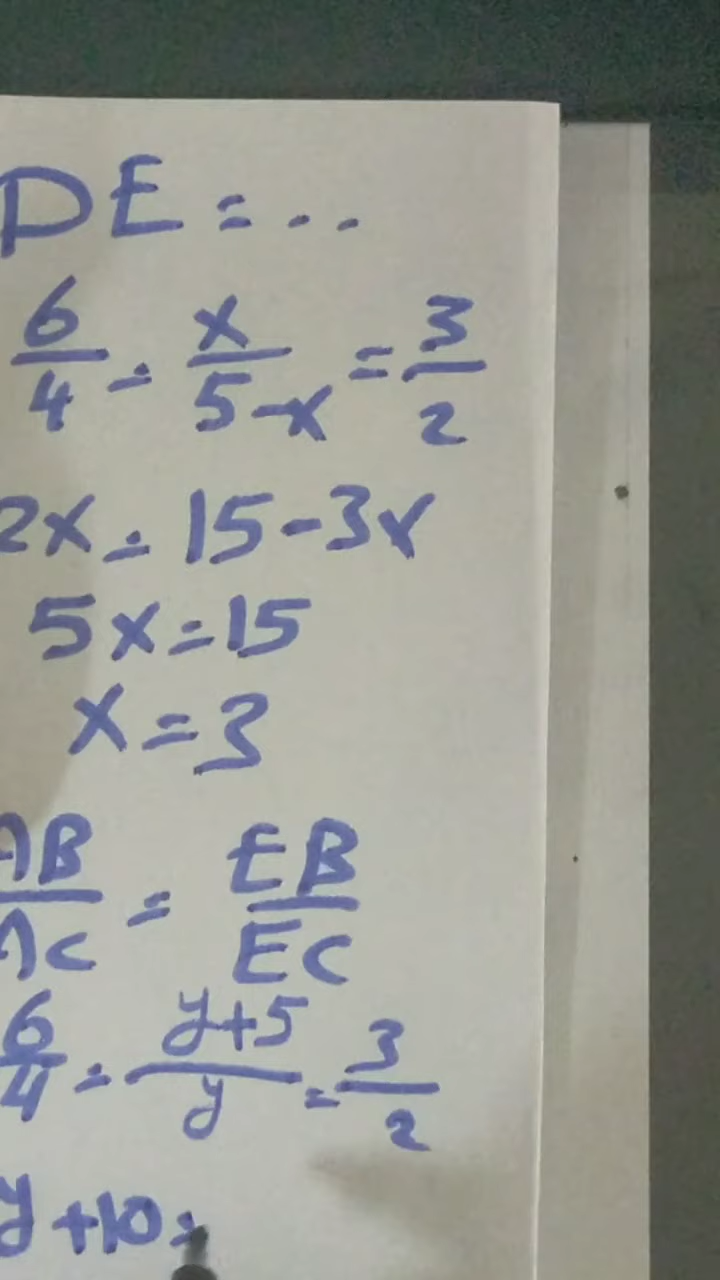 DE = ..
6/4 = x/5-x = 3/2
2x = 15-3x
5x=15
x=3
AB/AC = EB/EC
6/4 = y+5/y = 3/2
y+10=